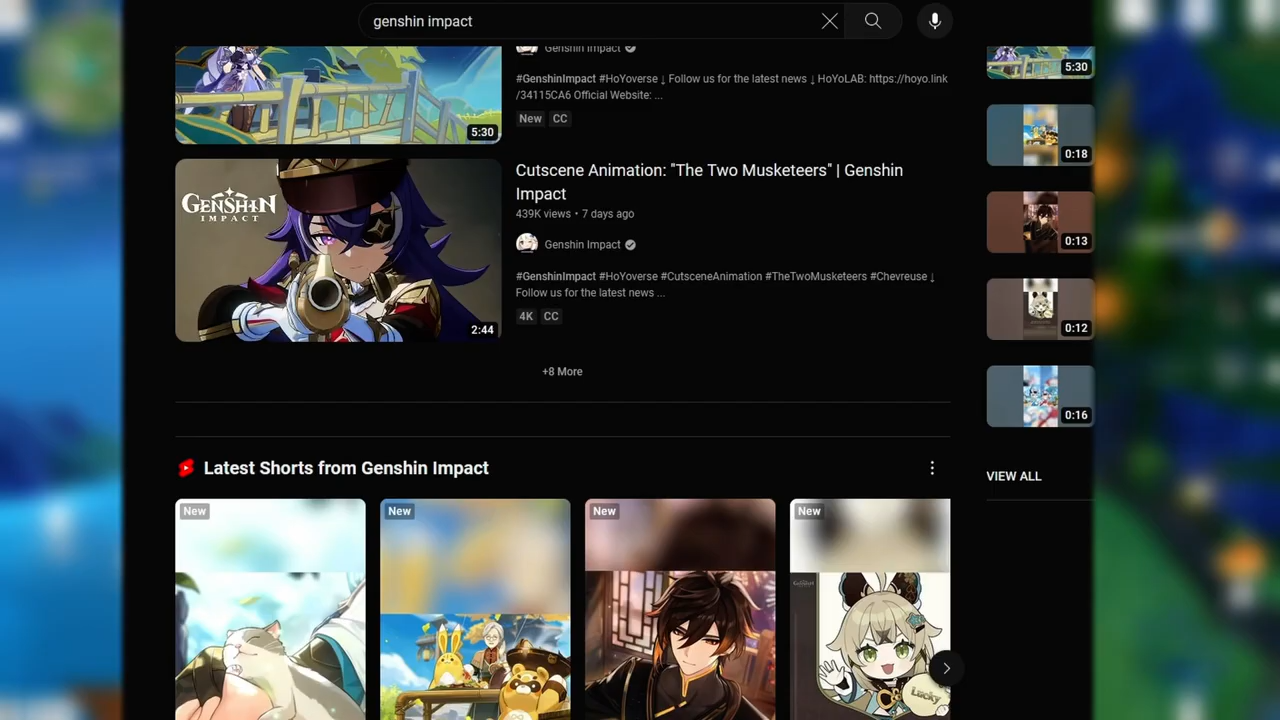 genshin impact
Genshin Impact
#GenshinImpact #HoYoverse ↓ Follow us for the latest news ↓ HoYoLAB: https://hoyo.link
/34115CA6 Official Website: ...
New CC
5:30
GENSHIN
IMPACT
2:44
Cutscene Animation: "The Two Musketeers" | Genshin
Impact
439K views • 7 days ago
Genshin Impact
#GenshinImpact #HoYoverse #CutsceneAnimation #TheTwoMusketeers #Chevreuse ↓
Follow us for the latest news ...
4K CC
+8 More
5:30
0:18
0:13
0:12
0:16
VIEW ALL
Latest Shorts from Genshin Impact
New
New
New
New
Lucky